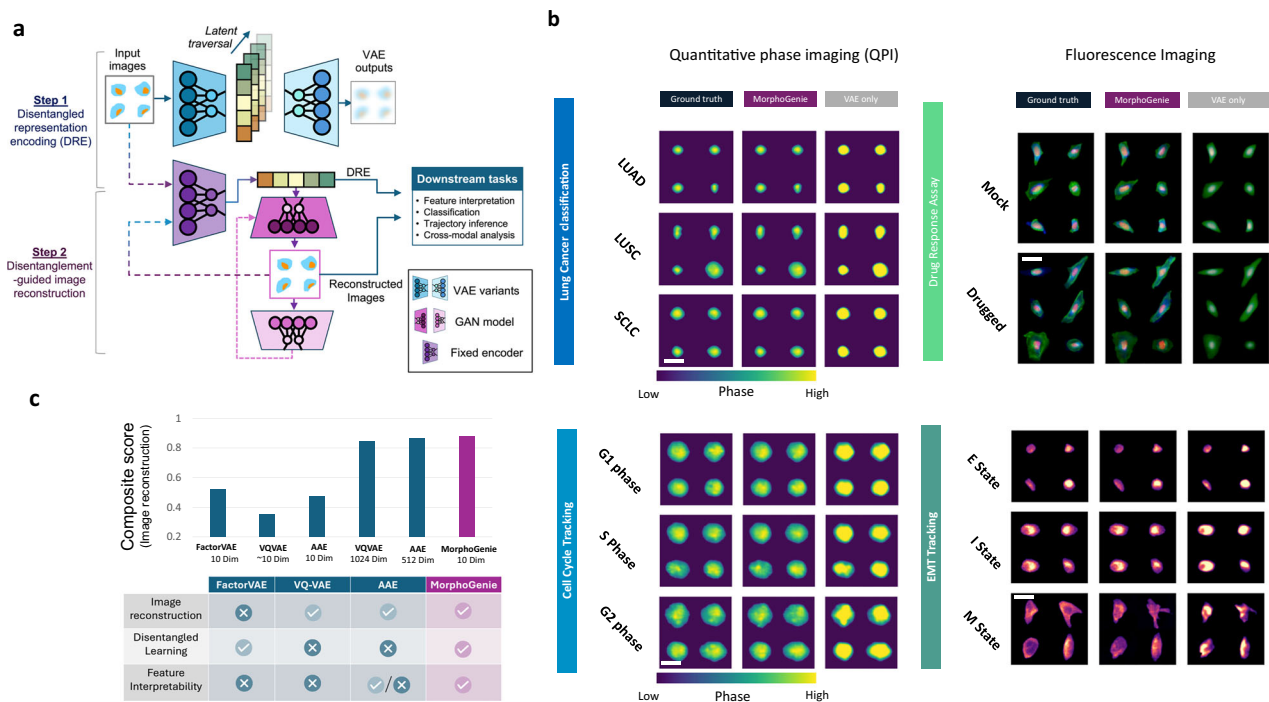 a
Input
images
Latent
traversal
VAE
outputs
Step 1
Disentangled
representation
encoding (DRE)
DRE
Downstream tasks
• Feature interpretation
• Classification
• Trajectory inference
• Cross-modal analysis
Step 2
Disentanglement
-guided image
reconstruction
Reconstructed
Images
VAE variants
GAN model
Fixed encoder
b
Quantitative phase imaging (QPI)
Fluorescence Imaging
Ground truth
MorphoGenie
VAE only
Ground truth
MorphoGenie
VAE only
Lung Cancer classification
LUAD
LUSC
SCLC
Low
Phase
High
Drug Response Assay
Mock
Drugged
Cell Cycle Tracking
G1 phase
S Phase
G2 phase
Low
Phase
High
EMT Tracking
E State
I State
M State
c
Composite score
(Image reconstruction)
1
0.8
0.6
0.4
0.2
FactorVAE
10 Dim
VQVAE
~10 Dim
AAE
10 Dim
VQVAE
1024 Dim
AAE
512 Dim
MorphoGenie
10 Dim
FactorVAE
VQ-VAE
AAE
MorphoGenie
Image
reconstruction
Disentangled
Learning
Feature
Interpretability
/